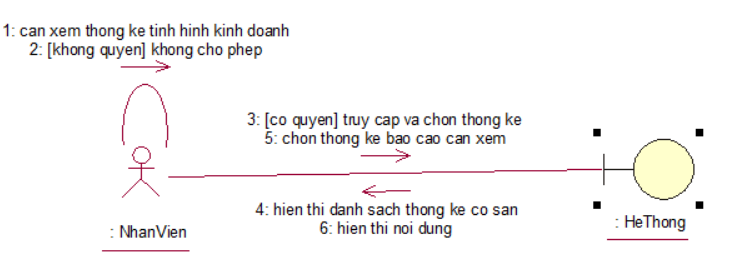 1: can xem thong ke tinh hinh kinh doanh
2: [khong quyen] khong cho phep
3: [co quyen] truy cap va chon thong ke
5: chon thong ke bao cao can xem
4: hien thi danh sach thong ke co san
6: hien thi noi dung
: NhanVien
: HeThong